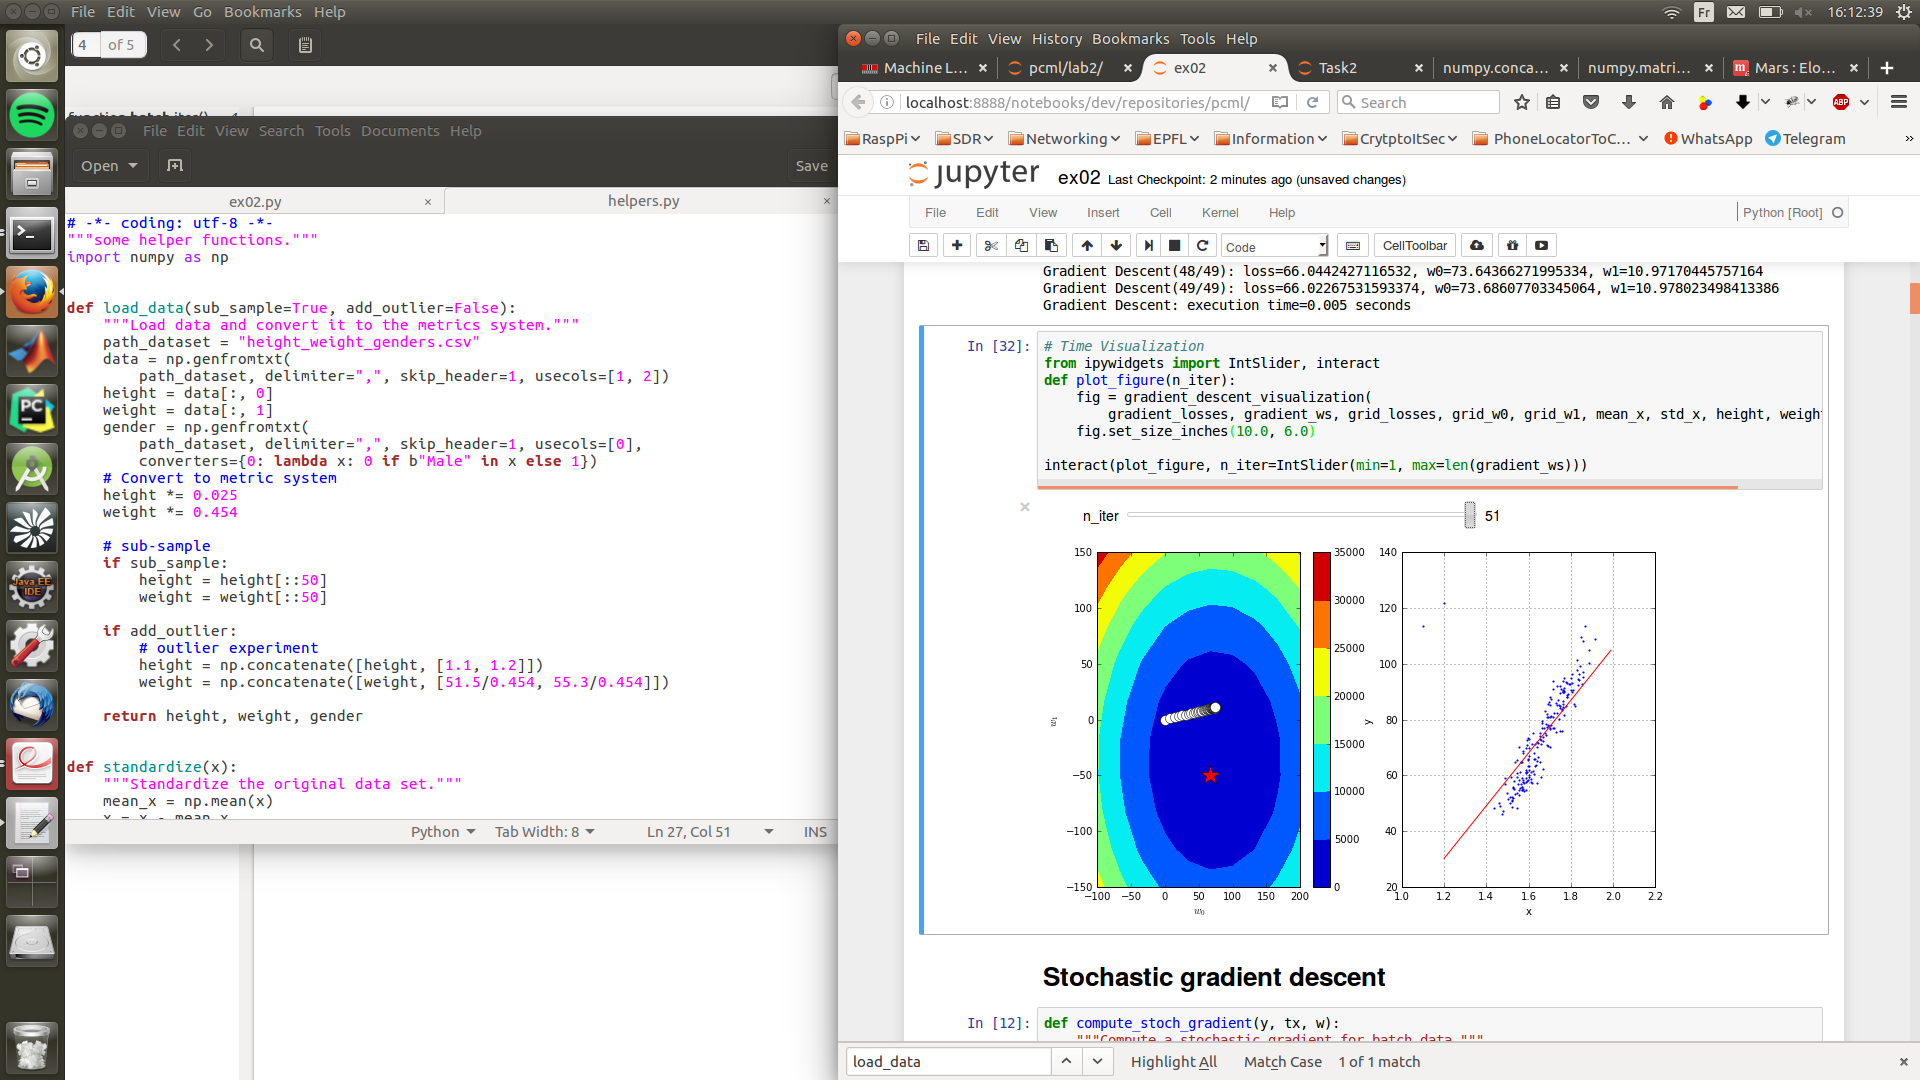 File Edit View Go Bookmarks Help
Fr
16:12:39
4 of 5
File Edit View Search Tools Documents Help
Open
Save
ex02.py
helpers.py
# -*- coding: utf-8 -*-
"""some helper functions."""
import numpy as np
def load_data(sub_sample=True, add_outlier=False):
"""Load data and convert it to the metrics system."""
path_dataset = "height_weight_genders.csv"
data = np.genfromtxt(
path_dataset, delimiter=",", skip_header=1, usecols=[1, 2])
height = data[:, 0]
weight = data[:, 1]
gender = np.genfromtxt(
path_dataset, delimiter=",", skip_header=1, usecols=[0],
converters={0: lambda x: 0 if b"Male" in x else 1})
# Convert to metric system
height *= 0.025
weight *= 0.454
# sub-sample
if sub_sample:
height = height[::50]
weight = weight[::50]
if add_outlier:
# outlier experiment
height = np.concatenate([height, [1.1, 1.2]])
weight = np.concatenate([weight, [51.5/0.454, 55.3/0.454]])
return height, weight, gender
def standardize(x):
"""Standardize the original data set."""
mean_x = np.mean(x)
x = x - mean_x
Python Tab Width: 8 Ln 27, Col 51 INS
PC
Java EE
IDE
File Edit View History Bookmarks Tools Help
Machine L... pcml/lab2/ ex02 Task2 numpy.conca... numpy.matri... Mars : Elo...
localhost:8888/notebooks/dev/repositories/pcml/
Search
ABP
RaspPi SDR Networking EPFL Information CrytptoItSec PhoneLocatorToC... WhatsApp Telegram
jupyter ex02 Last Checkpoint: 2 minutes ago (unsaved changes)
File Edit View Insert Cell Kernel Help
Python [Root]
Code
CellToolbar
Gradient Descent(48/49): loss=66.0442427116532, w0=73.64366271995334, w1=10.97170445757164
Gradient Descent(49/49): loss=66.02267531593374, w0=73.68607703345064, w1=10.978023498413386
Gradient Descent: execution time=0.005 seconds
In [32]:
# Time Visualization
from ipywidgets import IntSlider, interact
def plot_figure(n_iter):
fig = gradient_descent_visualization(
gradient_losses, gradient_ws, grid_losses, grid_w0, grid_w1, mean_x, std_x, height, weight
fig.set_size_inches(10.0, 6.0)
interact(plot_figure, n_iter=IntSlider(min=1, max=len(gradient_ws)))
n_iter 51
150
100
50
0
−50
−100
−150
w1
−100 −50 0 50 100 150 200
w0
35000
30000
25000
20000
15000
10000
5000
0
140
120
100
80
60
40
20
y
1.0 1.2 1.4 1.6 1.8 2.0 2.2
x
Stochastic gradient descent
In [12]:
def compute_stoch_gradient(y, tx, w):
"""Compute a stochastic gradient for batch data."""
load_data
Highlight All Match Case 1 of 1 match